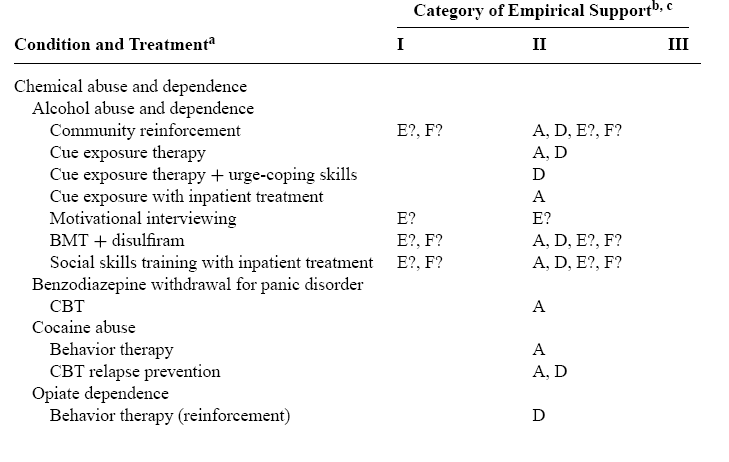 Category of Empirical Supportb, c
Condition and Treatmenta I II III
Chemical abuse and dependence
Alcohol abuse and dependence
Community reinforcement E?, F? A, D, E?, F?
Cue exposure therapy A, D
Cue exposure therapy + urge-coping skills D
Cue exposure with inpatient treatment A
Motivational interviewing E? E?
BMT + disulfiram E?, F? A, D, E?, F?
Social skills training with inpatient treatment E?, F? A, D, E?, F?
Benzodiazepine withdrawal for panic disorder
CBT A
Cocaine abuse
Behavior therapy A
CBT relapse prevention A, D
Opiate dependence
Behavior therapy (reinforcement) D